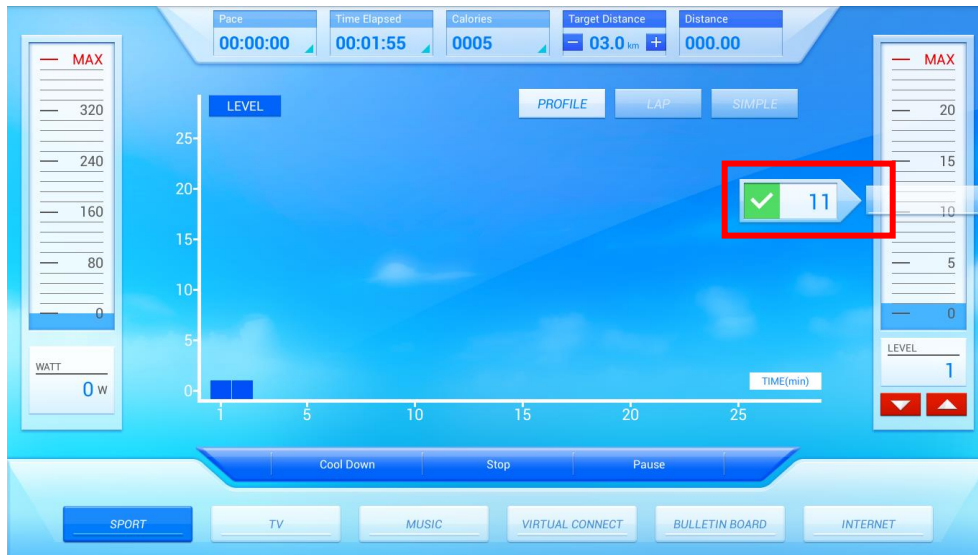 Pace
Time Elapsed
Calories
Target Distance
Distance
00:00:00
00:01:55
0005
− 03.0 km +
000.00
MAX
320
240
160
80
0
WATT
0 W
LEVEL
PROFILE
LAP
SIMPLE
25
20
15
10
5
0
1
5
10
15
20
25
TIME(min)
11
MAX
20
15
10
5
0
LEVEL
1
Cool Down
Stop
Pause
SPORT
TV
MUSIC
VIRTUAL CONNECT
BULLETIN BOARD
INTERNET